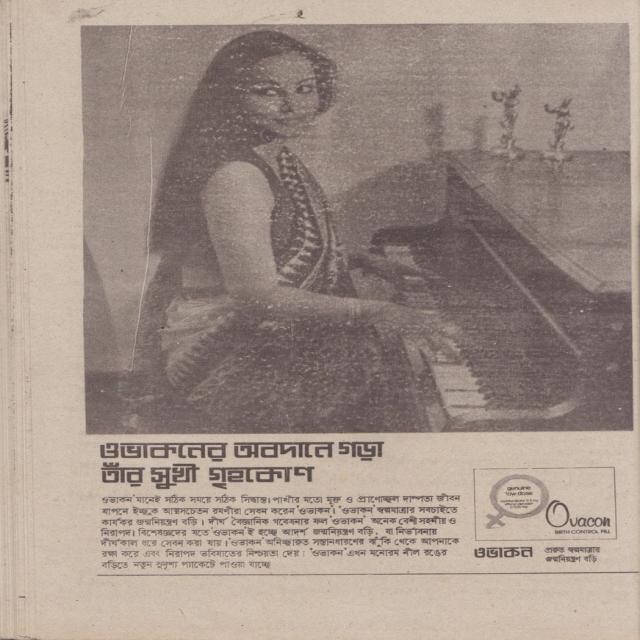 ওভাকনের অবদানে গড়া
তাঁর সুখী গৃহকোণ
ওভাকন মানেই সঠিক সময়ে সঠিক সিদ্ধান্ত। পাখীর মতো মুক্ত ও প্রাণোচ্ছল দাম্পত্য জীবন
যাপনে ইচ্ছুক আত্মসচেতন রমণীরা সেবন করেন 'ওভাকন'। 'ওভাকন' স্বল্পমাত্রার সবচাইতে
কার্যকর জন্মনিয়ন্ত্রণ বড়ি। দীর্ঘ বৈজ্ঞানিক গবেষনার ফল 'ওভাকন' অনেক বেশী সহনীয় ও
নিরাপদ। বিশেষজ্ঞদের মতে 'ওভাকন'ই হচ্ছে আদর্শ জন্মনিয়ন্ত্রণ বড়ি, যা নির্ভাবনায়
দীর্ঘকাল ধরে সেবন করা যায়। 'ওভাকন' অনিচ্ছাকৃত সন্তানধারণের ঝুঁকি থেকে আপনাকে
রক্ষা করে এবং নিরাপদ ভবিষ্যতের নিশ্চয়তা দেয়। 'ওভাকন' এখন মনোরম নীল রঙের
বড়িতে নতুন সুদৃশ্য প্যাকেটে পাওয়া যাচ্ছে
genuine
low dose
Ovacon
BIRTH CONTROL PILL
ওভাকন প্রকৃত স্বল্পমাত্রার
জন্মনিয়ন্ত্রণ বড়ি